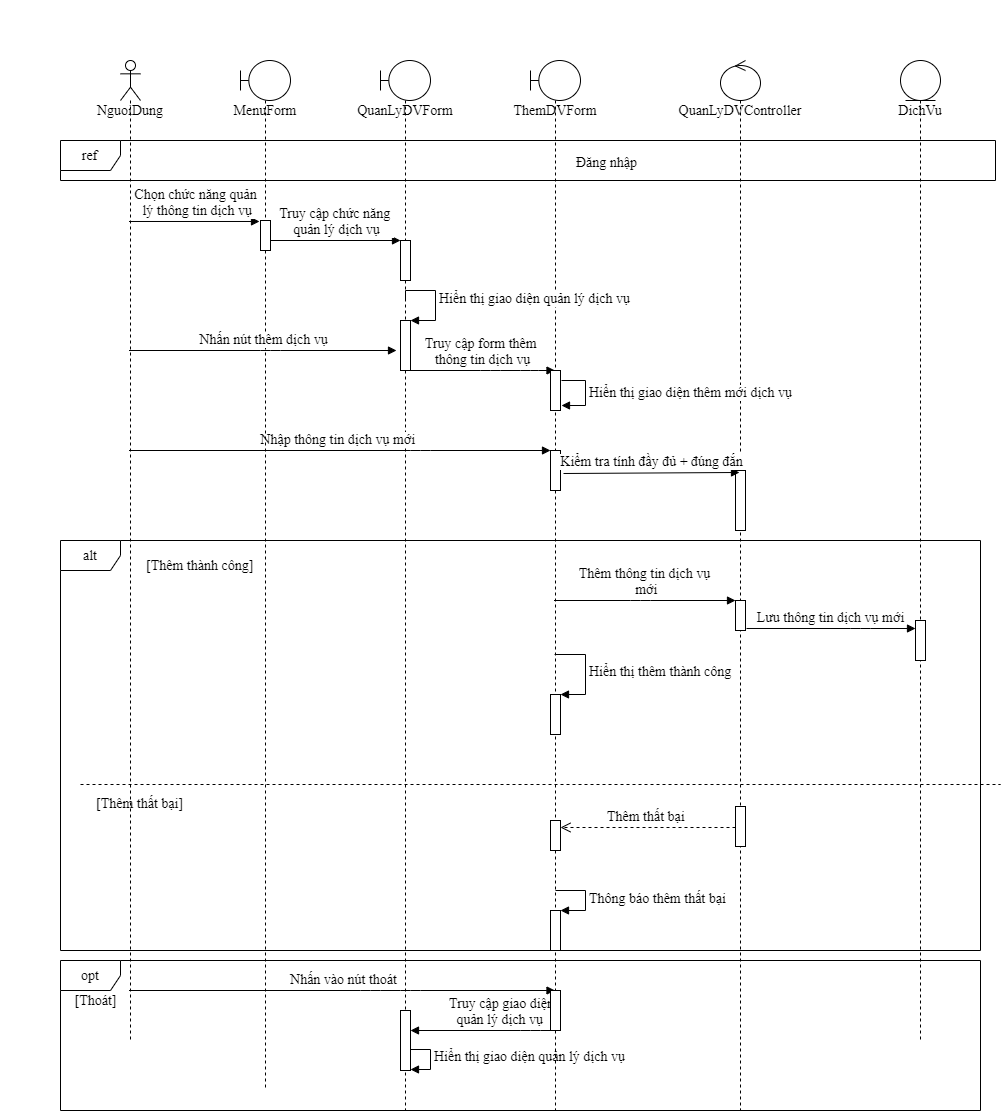 NguoiDung
MenuForm
QuanLyDVForm
ThemDVForm
QuanLyDVController
DichVu
ref
Đăng nhập
Chọn chức năng quản
lý thông tin dịch vụ
Truy cập chức năng
quản lý dịch vụ
Hiển thị giao diện quản lý dịch vụ
Nhấn nút thêm dịch vụ
Truy cập form thêm
thông tin dịch vụ
Hiển thị giao diện thêm mới dịch vụ
Nhập thông tin dịch vụ mới
Kiểm tra tính đầy đủ + đúng đắn
alt
[Thêm thành công]
Thêm thông tin dịch vụ
mới
Lưu thông tin dịch vụ mới
Hiển thị thêm thành công
[Thêm thất bại]
Thêm thất bại
Thông báo thêm thất bại
opt
Nhấn vào nút thoát
[Thoát]
Truy cập giao diện
quản lý dịch vụ
Hiển thị giao diện quản lý dịch vụ